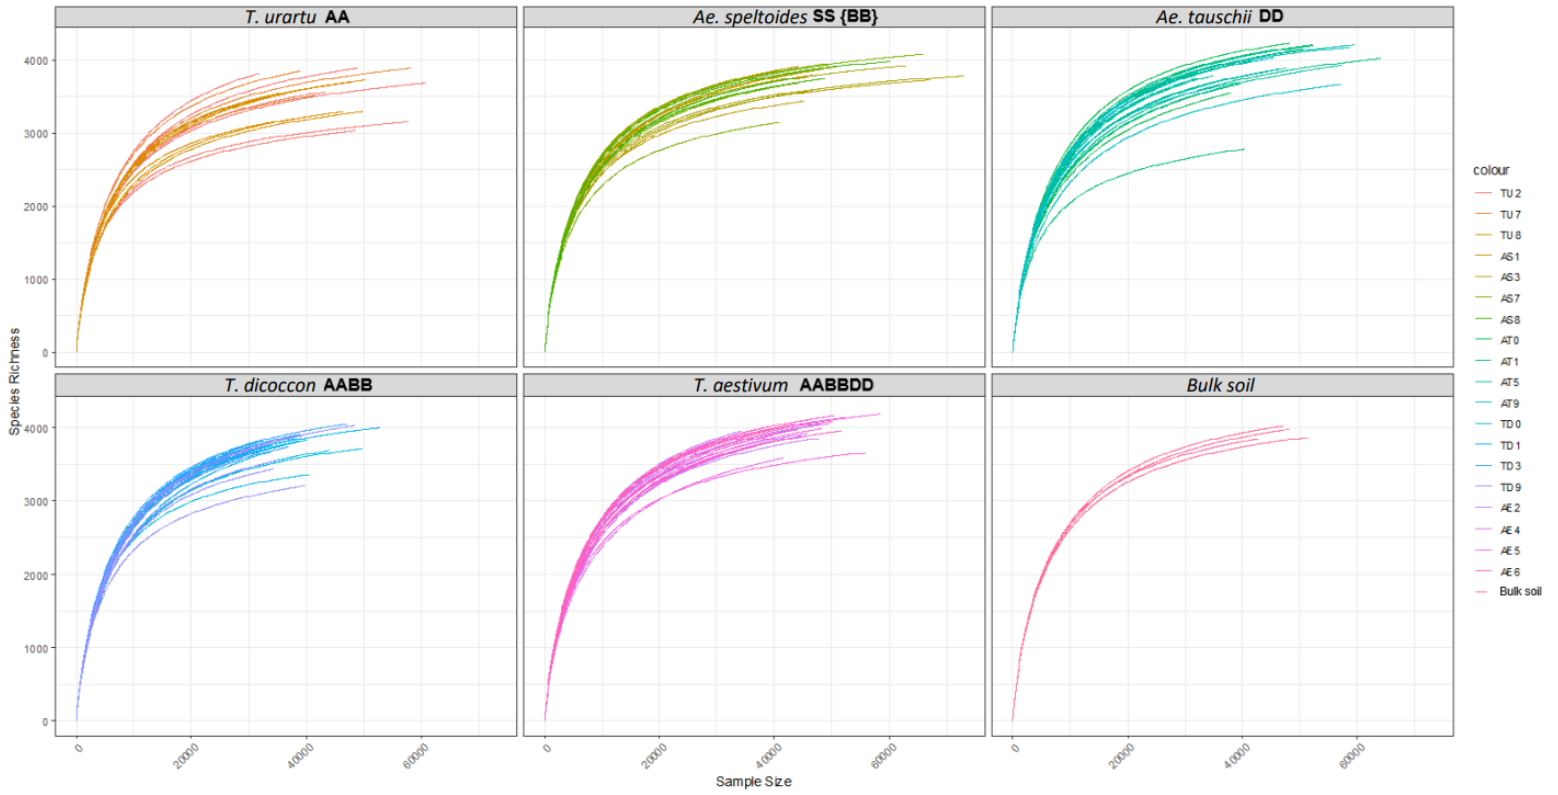 T. urartu AA
Ae. speltoides SS {BB}
Ae. tauschii DD
4000
3000
2000
1000
0
T. dicoccon AABB
T. aestivum AABBDD
Bulk soil
4000
3000
2000
1000
0
Species Richness
0
20000
40000
60000
0
20000
40000
60000
0
20000
40000
60000
Sample Size
colour
TU 2
TU 7
TU 8
AS 1
AS 3
AS 7
AS 8
AT 0
AT 1
AT 5
AT 9
TD 0
TD 1
TD 3
TD 9
AE 2
AE 4
AE 5
AE 6
Bulk soil